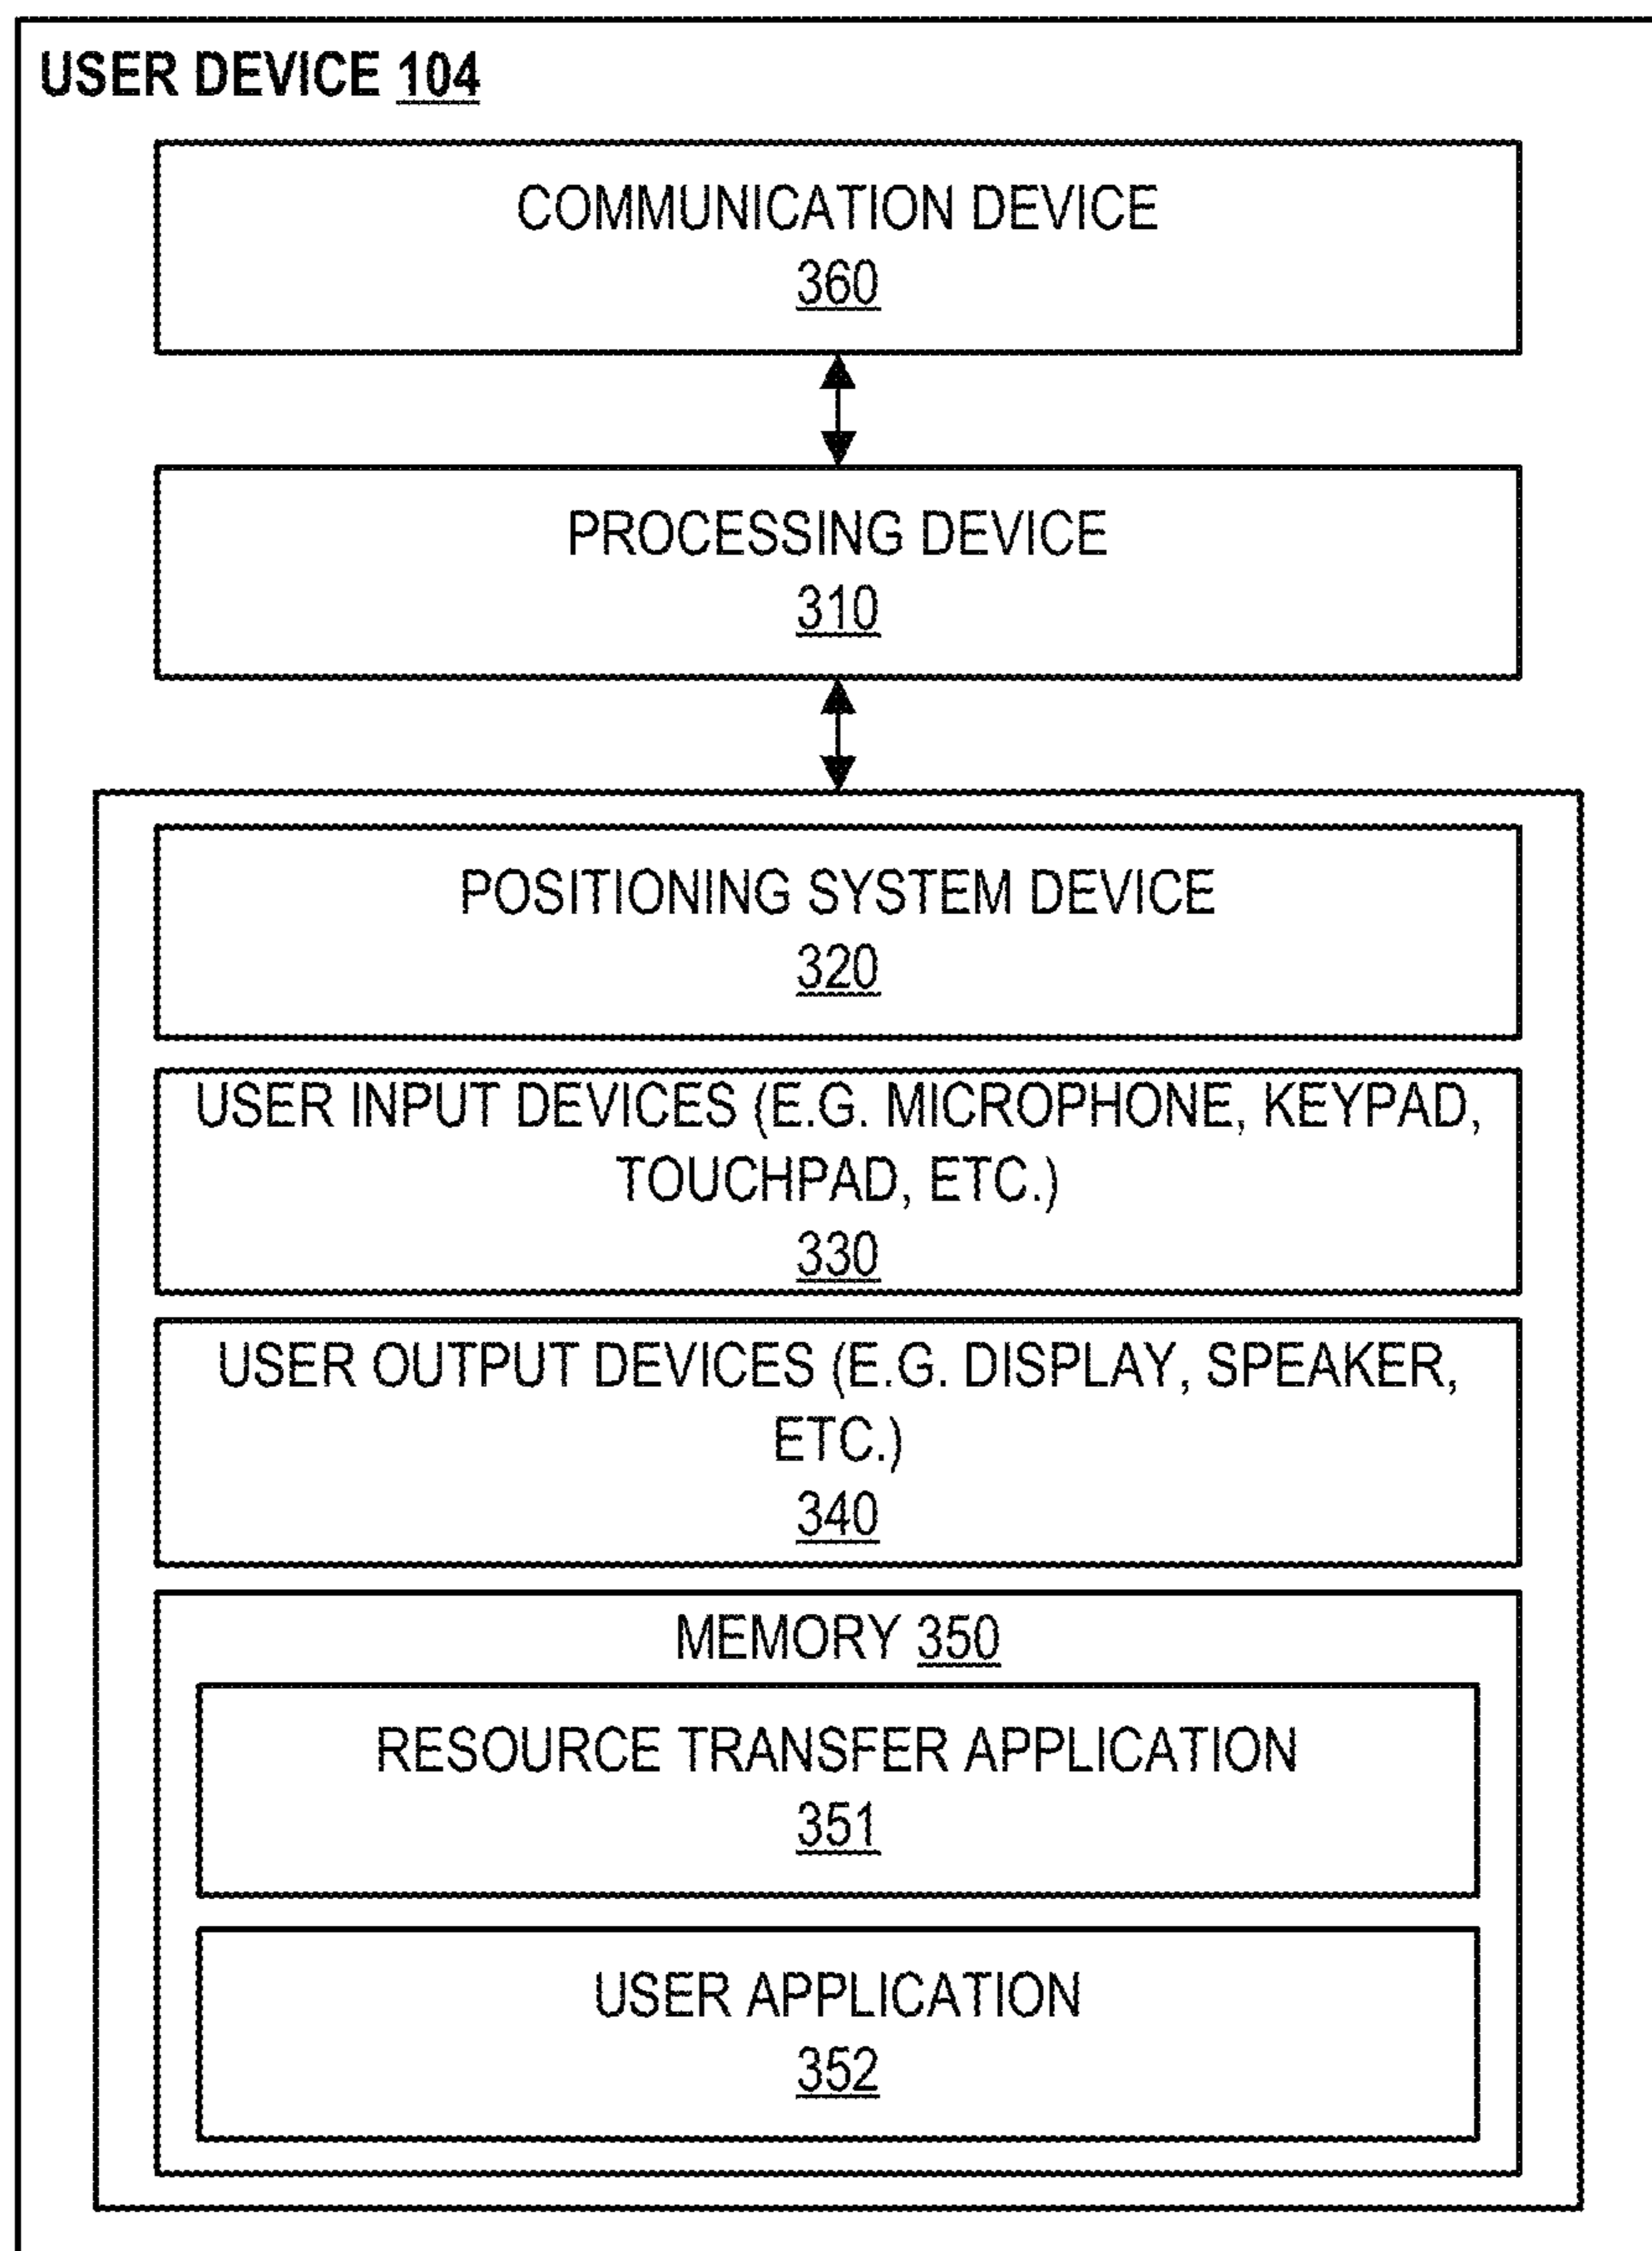 USER DEVICE 104
COMMUNICATION DEVICE
360
PROCESSING DEVICE
310
POSITIONING SYSTEM DEVICE
320
USER INPUT DEVICES (E.G. MICROPHONE, KEYPAD,
TOUCHPAD, ETC.)
330
USER OUTPUT DEVICES (E.G. DISPLAY, SPEAKER,
ETC.)
340
MEMORY 350
RESOURCE TRANSFER APPLICATION
351
USER APPLICATION
352